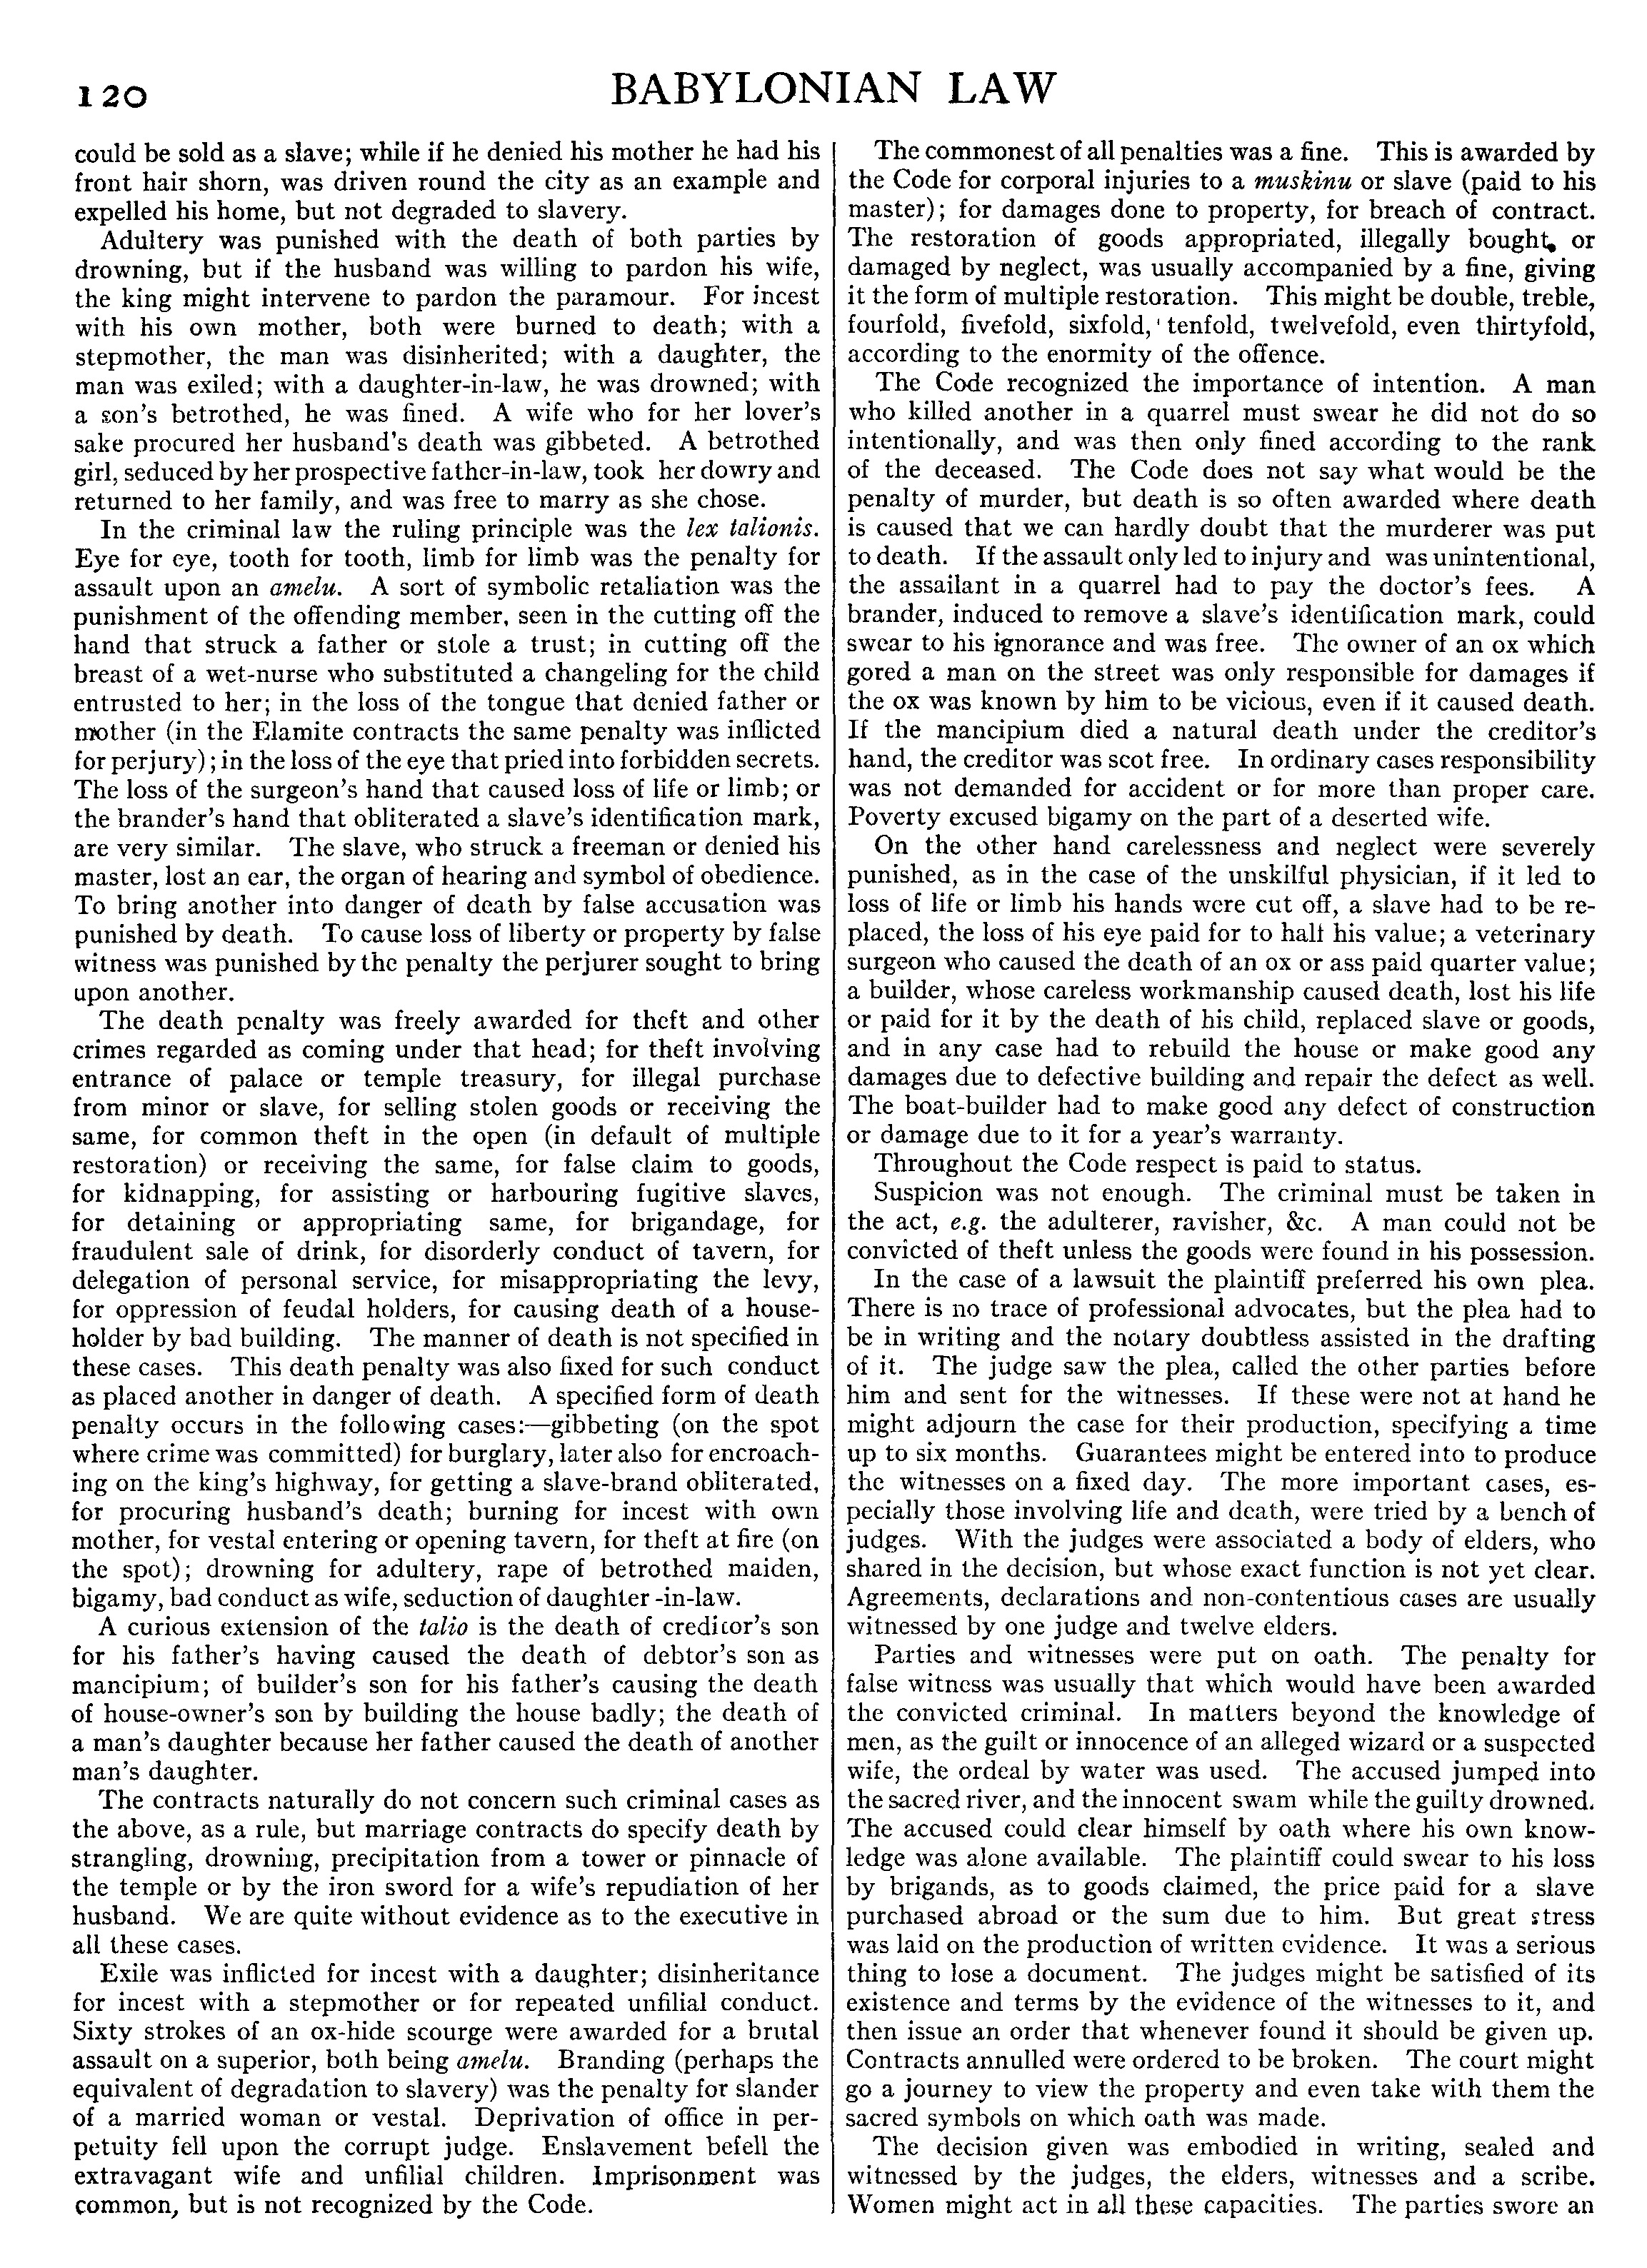 120
BABYLONIAN LAW
could be sold as a slave; while if he denied his mother he had his
front hair shorn, was driven round the city as an example and
expelled his home, but not degraded to slavery.
Adultery was punished with the death of both parties by
drowning, but if the husband was willing to pardon his wife,
the king might intervene to pardon the paramour. For incest
with his own mother, both were burned to death; with a
stepmother, the man was disinherited; with a daughter, the
man was exiled; with a daughter-in-law, he was drowned; with
a son's betrothed, he was fined. A wife who for her lover's
sake procured her husband's death was gibbeted. A betrothed
girl, seduced by her prospective father-in-law, took her dowry and
returned to her family, and was free to marry as she chose.
In the criminal law the ruling principle was the lex talionis.
Eye for eye, tooth for tooth, limb for limb was the penalty for
assault upon an amelu. A sort of symbolic retaliation was the
punishment of the offending member, seen in the cutting off the
hand that struck a father or stole a trust; in cutting off the
breast of a wet-nurse who substituted a changeling for the child
entrusted to her; in the loss of the tongue that denied father or
mother (in the Elamite contracts the same penalty was inflicted
for perjury); in the loss of the eye that pried into forbidden secrets.
The loss of the surgeon's hand that caused loss of life or limb; or
the brander's hand that obliterated a slave's identification mark,
are very similar. The slave, who struck a freeman or denied his
master, lost an ear, the organ of hearing and symbol of obedience.
To bring another into danger of death by false accusation was
punished by death. To cause loss of liberty or property by false
witness was punished by the penalty the perjurer sought to bring
upon another.
The death penalty was freely awarded for theft and other
crimes regarded as coming under that head; for theft involving
entrance of palace or temple treasury, for illegal purchase
from minor or slave, for selling stolen goods or receiving the
same, for common theft in the open (in default of multiple
restoration) or receiving the same, for false claim to goods,
for kidnapping, for assisting or harbouring fugitive slaves,
for detaining or appropriating same, for brigandage, for
fraudulent sale of drink, for disorderly conduct of tavern, for
delegation of personal service, for misappropriating the levy,
for oppression of feudal holders, for causing death of a house-
holder by bad building. The manner of death is not specified in
these cases. This death penalty was also fixed for such conduct
as placed another in danger of death. A specified form of death
penalty occurs in the following cases:—gibbeting (on the spot
where crime was committed) for burglary, later also for encroach-
ing on the king's highway, for getting a slave-brand obliterated,
for procuring husband's death; burning for incest with own
mother, for vestal entering or opening tavern, for theft at fire (on
the spot); drowning for adultery, rape of betrothed maiden,
bigamy, bad conduct as wife, seduction of daughter -in-law.
A curious extension of the talio is the death of creditor's son
for his father's having caused the death of debtor's son as
mancipium; of builder's son for his father's causing the death
of house-owner's son by building the house badly; the death of
a man's daughter because her father caused the death of another
man's daughter.
The contracts naturally do not concern such criminal cases as
the above, as a rule, but marriage contracts do specify death by
strangling, drowning, precipitation from a tower or pinnacle of
the temple or by the iron sword for a wife's repudiation of her
husband. We are quite without evidence as to the executive in
all these cases.
Exile was inflicted for incest with a daughter; disinheritance
for incest with a stepmother or for repeated unfilial conduct.
Sixty strokes of an ox-hide scourge were awarded for a brutal
assault on a superior, both being amelu. Branding (perhaps the
equivalent of degradation to slavery) was the penalty for slander
of a married woman or vestal. Deprivation of office in per-
petuity fell upon the corrupt judge. Enslavement befell the
extravagant wife and unfilial children. Imprisonment was
common, but is not recognized by the Code.
The commonest of all penalties was a fine. This is awarded by
the Code for corporal injuries to a muskinu or slave (paid to his
master); for damages done to property, for breach of contract.
The restoration of goods appropriated, illegally bought, or
damaged by neglect, was usually accompanied by a fine, giving
it the form of multiple restoration. This might be double, treble,
fourfold, fivefold, sixfold, tenfold, twelvefold, even thirtyfold,
according to the enormity of the offence.
The Code recognized the importance of intention. A man
who killed another in a quarrel must swear he did not do so
intentionally, and was then only fined according to the rank
of the deceased. The Code does not say what would be the
penalty of murder, but death is so often awarded where death
is caused that we can hardly doubt that the murderer was put
to death. If the assault only led to injury and was unintentional,
the assailant in a quarrel had to pay the doctor's fees. A
brander, induced to remove a slave's identification mark, could
swear to his ignorance and was free. The owner of an ox which
gored a man on the street was only responsible for damages if
the ox was known by him to be vicious, even if it caused death.
If the mancipium died a natural death under the creditor's
hand, the creditor was scot free. In ordinary cases responsibility
was not demanded for accident or for more than proper care.
Poverty excused bigamy on the part of a deserted wife.
On the other hand carelessness and neglect were severely
punished, as in the case of the unskilful physician, if it led to
loss of life or limb his hands were cut off, a slave had to be re-
placed, the loss of his eye paid for to half his value; a veterinary
surgeon who caused the death of an ox or ass paid quarter value;
a builder, whose careless workmanship caused death, lost his life
or paid for it by the death of his child, replaced slave or goods,
and in any case had to rebuild the house or make good any
damages due to defective building and repair the defect as well.
The boat-builder had to make good any defect of construction
or damage due to it for a year's warranty.
Throughout the Code respect is paid to status.
Suspicion was not enough. The criminal must be taken in
the act, e.g. the adulterer, ravisher, &c. A man could not be
convicted of theft unless the goods were found in his possession.
In the case of a lawsuit the plaintiff preferred his own plea.
There is no trace of professional advocates, but the plea had to
be in writing and the notary doubtless assisted in the drafting
of it. The judge saw the plea, called the other parties before
him and sent for the witnesses. If these were not at hand he
might adjourn the case for their production, specifying a time
up to six months. Guarantees might be entered into to produce
the witnesses on a fixed day. The more important cases, es-
pecially those involving life and death, were tried by a bench of
judges. With the judges were associated a body of elders, who
shared in the decision, but whose exact function is not yet clear.
Agreements, declarations and non-contentious cases are usually
witnessed by one judge and twelve elders.
Parties and witnesses were put on oath. The penalty for
false witness was usually that which would have been awarded
the convicted criminal. In matters beyond the knowledge of
men, as the guilt or innocence of an alleged wizard or a suspected
wife, the ordeal by water was used. The accused jumped into
the sacred river, and the innocent swam while the guilty drowned.
The accused could clear himself by oath where his own know-
ledge was alone available. The plaintiff could swear to his loss
by brigands, as to goods claimed, the price paid for a slave
purchased abroad or the sum due to him. But great stress
was laid on the production of written evidence. It was a serious
thing to lose a document. The judges might be satisfied of its
existence and terms by the evidence of the witnesses to it, and
then issue an order that whenever found it should be given up.
Contracts annulled were ordered to be broken. The court might
go a journey to view the property and even take with them the
sacred symbols on which oath was made.
The decision given was embodied in writing, sealed and
witnessed by the judges, the elders, witnesses and a scribe.
Women might act in all these capacities. The parties swore an